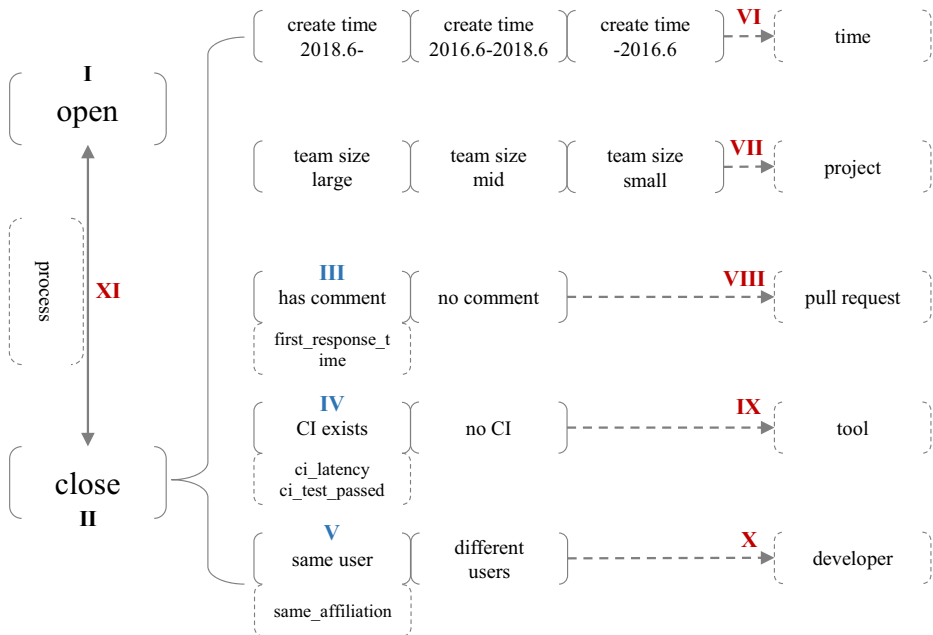 I
open
process
XI
close
II
create time
2018.6-
create time
2016.6-2018.6
create time
-2016.6
VI
time
team size
large
team size
mid
team size
small
VII
project
III
has comment
no comment
VIII
pull request
first_response_t
ime
IV
CI exists
no CI
IX
tool
ci_latency
ci_test_passed
V
same user
different
users
X
developer
same_affiliation